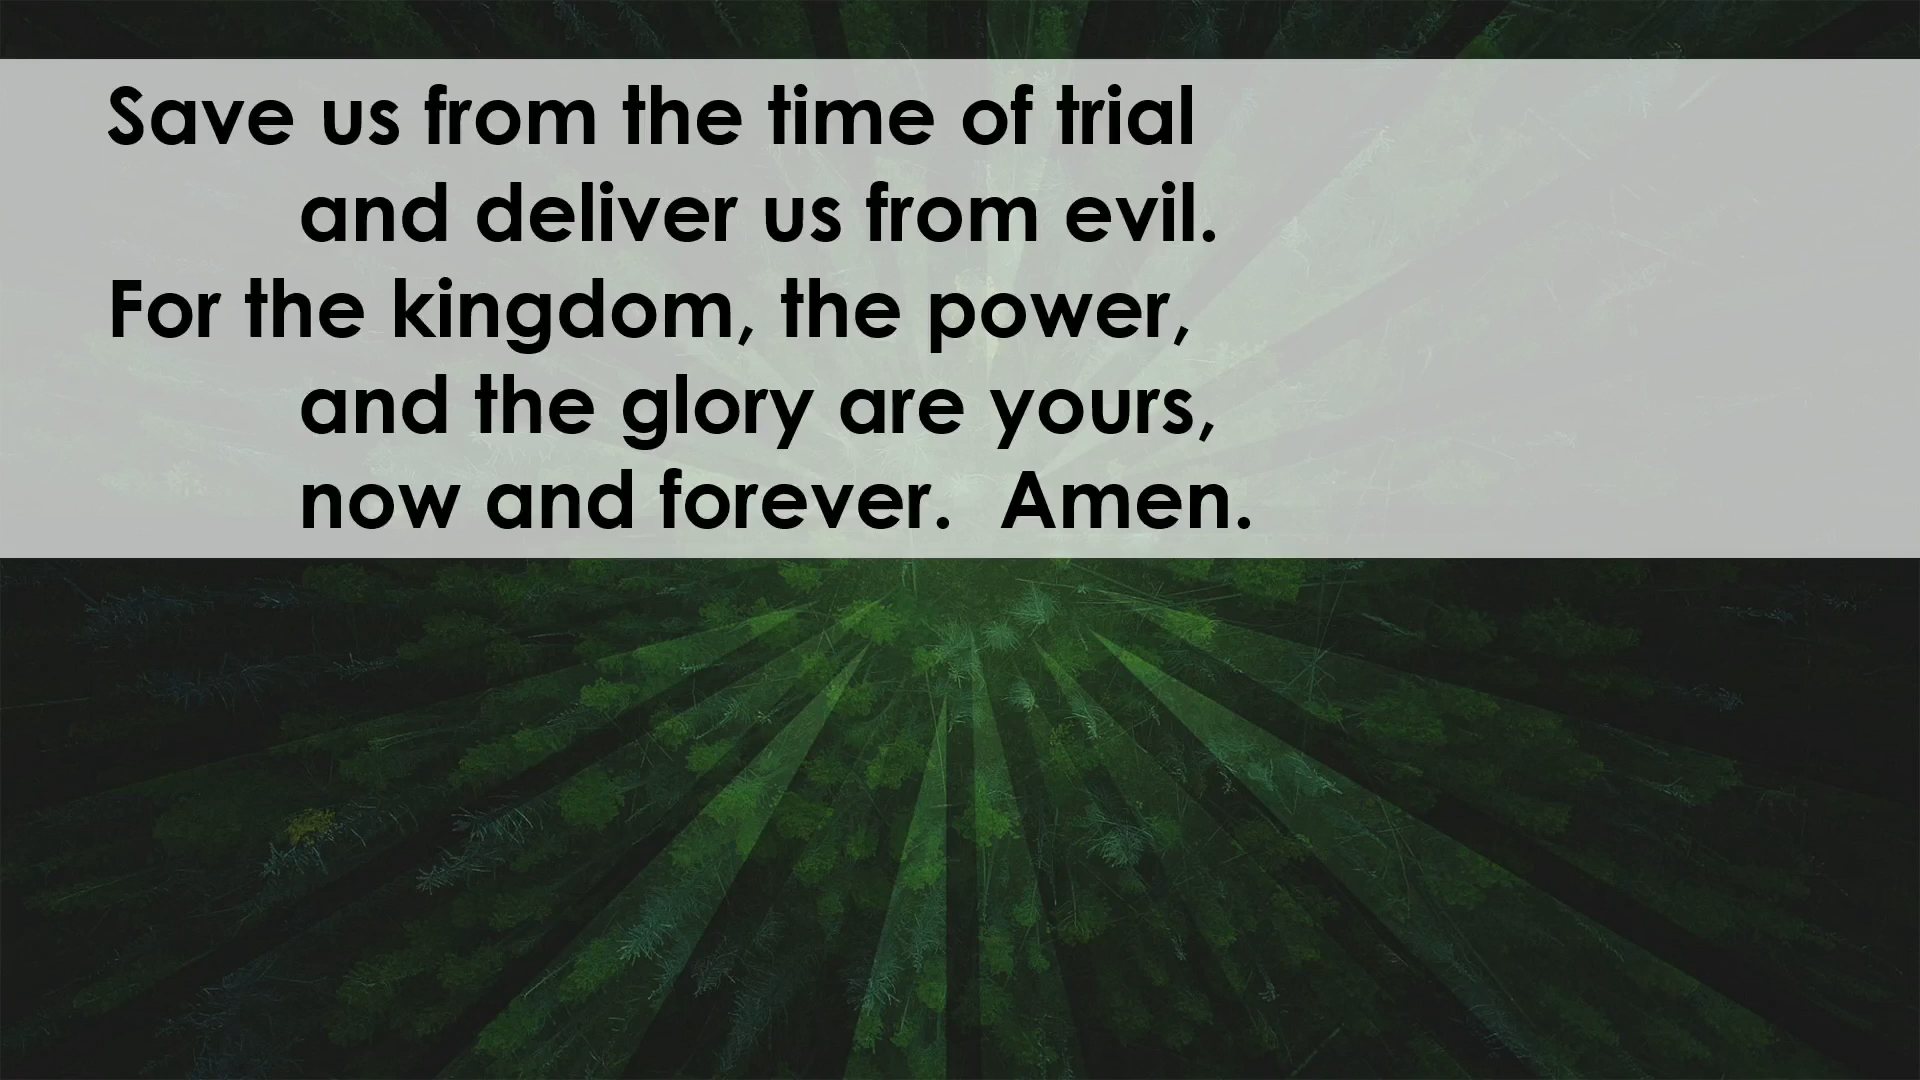 Save us from the time of trial
and deliver us from evil.
For the kingdom, the power,
and the glory are yours,
now and forever.  Amen.